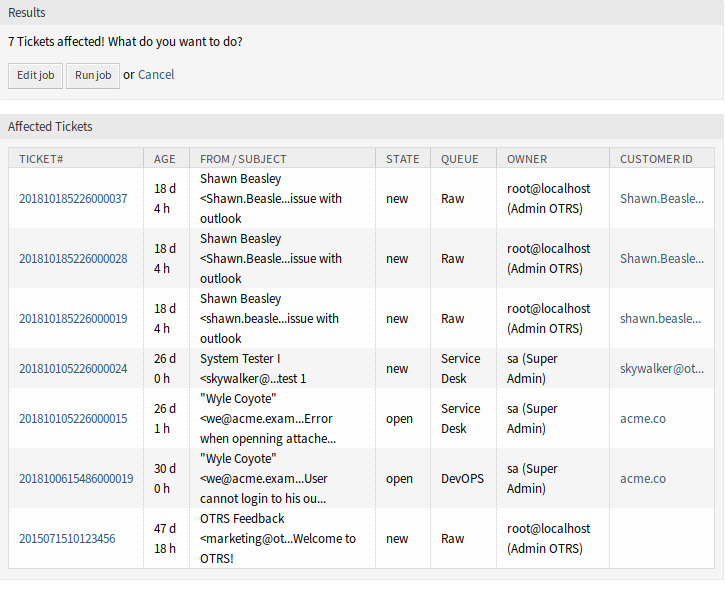 Results
7 Tickets affected! What do you want to do?
Edit job Run job or Cancel
Affected Tickets
TICKET# AGE FROM / SUBJECT STATE QUEUE OWNER CUSTOMER ID
201810185226000037 18 d 4 h Shawn Beasley <Shawn.Beasle...issue with outlook new Raw root@localhost (Admin OTRS) Shawn.Beasle...
201810185226000028 18 d 4 h Shawn Beasley <Shawn.Beasle...issue with outlook new Raw root@localhost (Admin OTRS) Shawn.Beasle...
201810185226000019 18 d 4 h Shawn Beasley <shawn.beasle...issue with outlook new Raw root@localhost (Admin OTRS) shawn.beasle...
201810105226000024 26 d 0 h System Tester I <skywalker@...test 1 new Service Desk sa (Super Admin) skywalker@ot...
201810105226000015 26 d 1 h "Wyle Coyote" <we@acme.exam...Error when openning attache... open Service Desk sa (Super Admin) acme.co
2018100615486000019 30 d 0 h "Wyle Coyote" <we@acme.exam...User cannot login to his ou... open DevOPS sa (Super Admin) acme.co
2015071510123456 47 d 18 h OTRS Feedback <marketing@ot...Welcome to OTRS! new Raw root@localhost (Admin OTRS)